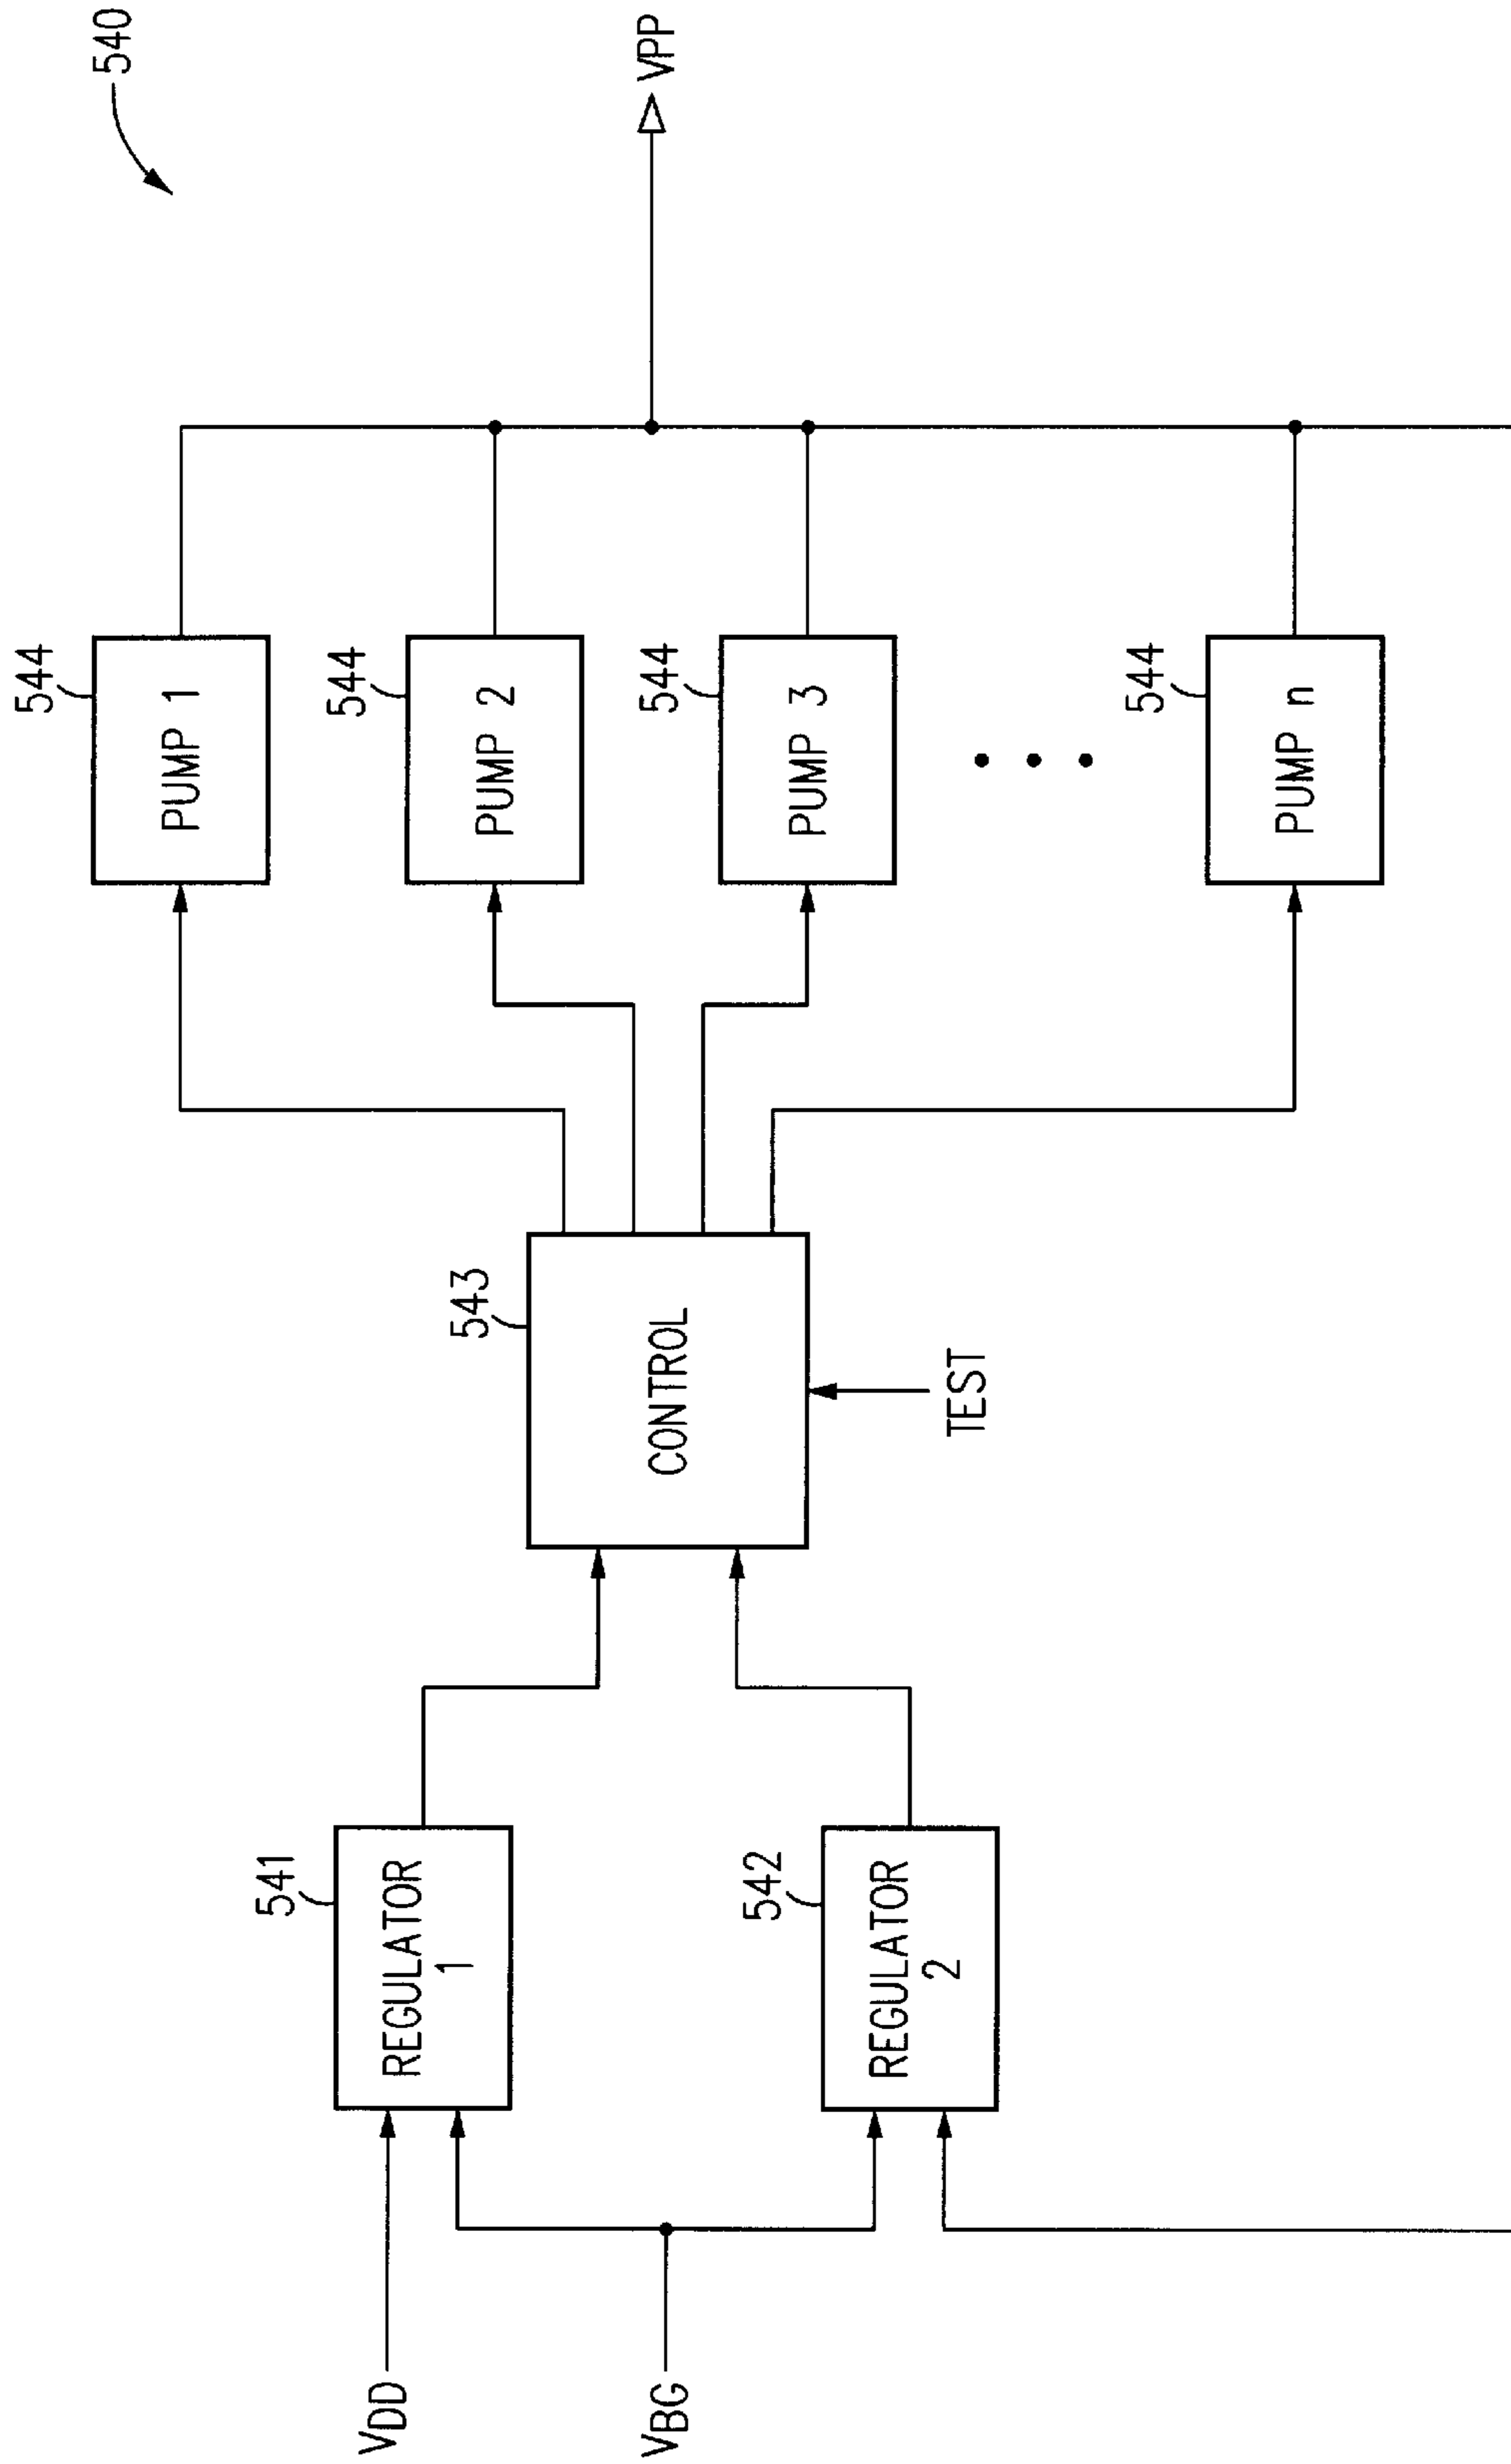 540
544
PUMP 1
544
PUMP 2
VPP
544
PUMP 3
544
PUMP n
543
CONTROL
TEST
541
REGULATOR
1
542
REGULATOR
2
VDD
VBG